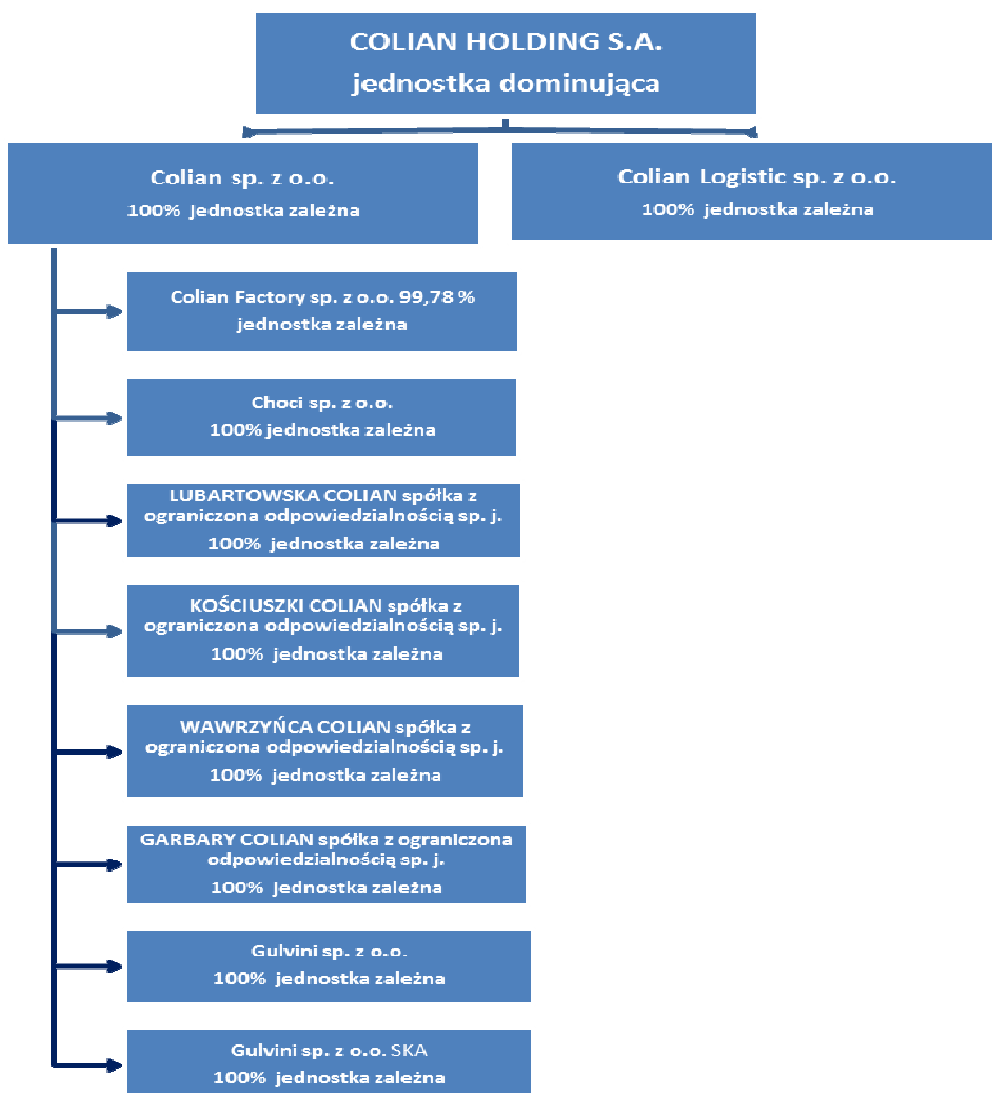 COLIAN HOLDING S.A.
jednostka dominująca
Colian sp. z o.o.
100% jednostka zależna
Colian Logistic sp. z o.o.
100% jednostka zależna
Colian Factory sp. z o.o. 99,78 %
jednostka zależna
Choci sp. z o.o.
100% jednostka zależna
LUBARTOWSKA COLIAN spółka z
ograniczona odpowiedzialnością sp. j.
100% jednostka zależna
KOŚCIUSZKI COLIAN spółka z
ograniczona odpowiedzialnością sp. j.
100% jednostka zależna
WAWRZYŃCA COLIAN spółka z
ograniczona odpowiedzialnością sp. j.
100% jednostka zależna
GARBARY COLIAN spółka z ograniczona
odpowiedzialnością sp. j.
100% jednostka zależna
Gulvini sp. z o.o.
100% jednostka zależna
Gulvini sp. z o.o. SKA
100% jednostka zależna